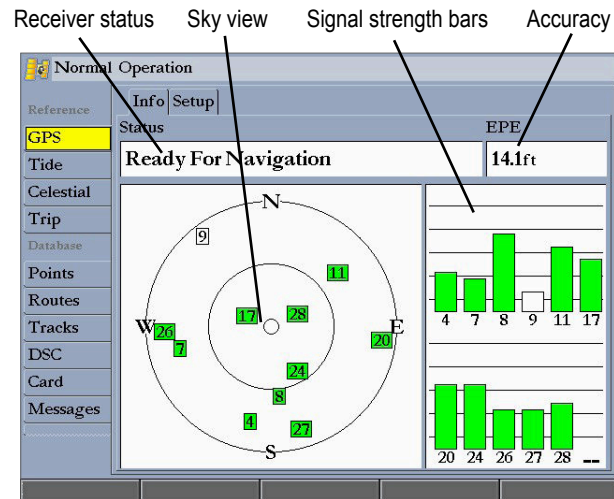 Receiver status Sky view Signal strength bars Accuracy
Normal Operation
Reference
GPS
Tide
Celestial
Trip
Database
Points
Routes
Tracks
DSC
Card
Messages
Info Setup
Status
Ready For Navigation
EPE
14.1ft
N
9
11
17 28
W 26 7 20 E
24
8
4 27
S
4 7 8 9 11 17
20 24 26 27 28 --